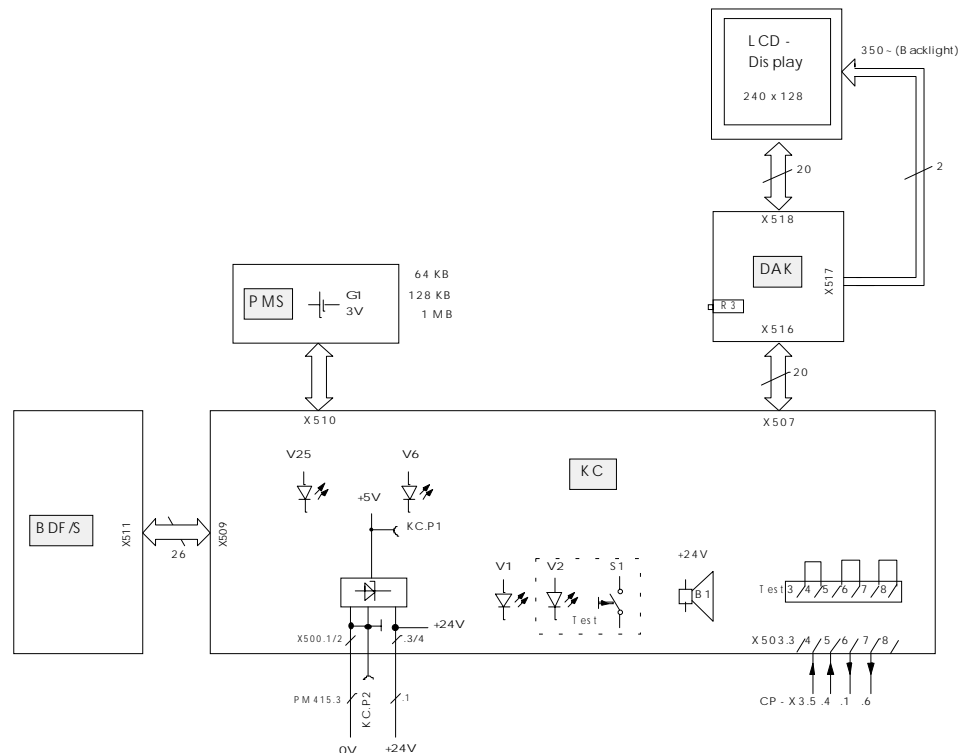 LCD -
Display
240 x 128
350~ (Backlight)
20
2
X518
DAK
X517
R3
X516
20
PMS
G1
3V
64 KB
128 KB
1 MB
X510
X507
V25
V6
KC
+5V
KC.P1
BDF/S
X511
X509
26
V1
V2
S1
Test
+24V
B1
Test 3 4 5 6 7 8
X500.1/2
.3/4
+24V
X503.3 4 5 6 7 8
PM415.3
KC.P2
.1
CP - X3.5 .4 .1 .6
0V
+24V